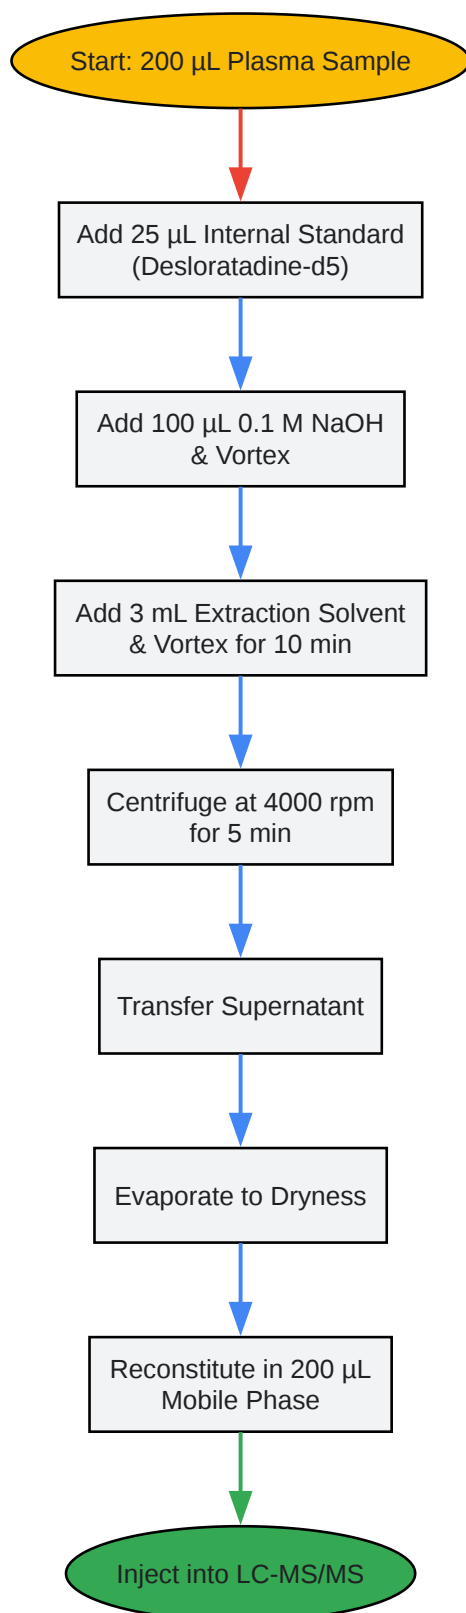 Start: 200 µL Plasma Sample
Add 25 µL Internal Standard
(Desloratadine-d5)
Add 100 µL 0.1 M NaOH
& Vortex
Add 3 mL Extraction Solvent
& Vortex for 10 min
Centrifuge at 4000 rpm
for 5 min
Transfer Supernatant
Evaporate to Dryness
Reconstitute in 200 µL
Mobile Phase
Inject into LC-MS/MS